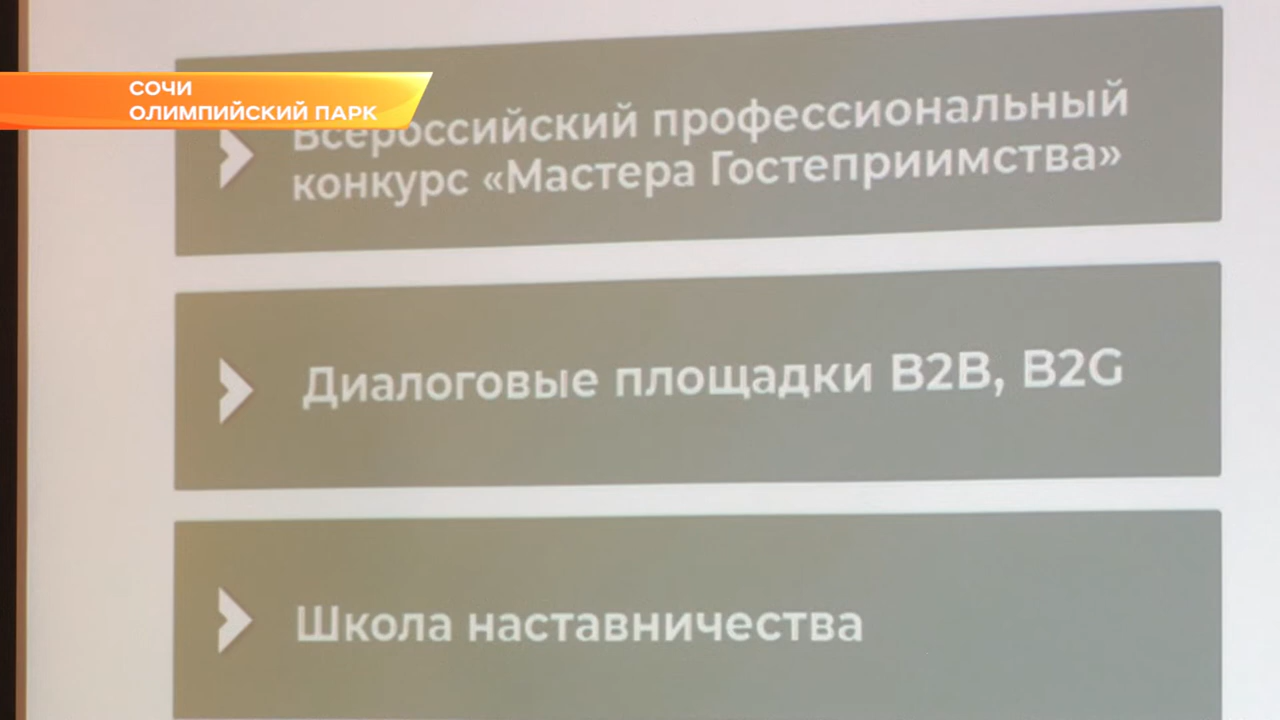 СОЧИ
ОЛИМПИЙСКИЙ ПАРК
Всероссийский профессиональный
конкурс «Мастера Гостеприимства»
Диалоговые площадки B2B, B2G
Школа наставничества